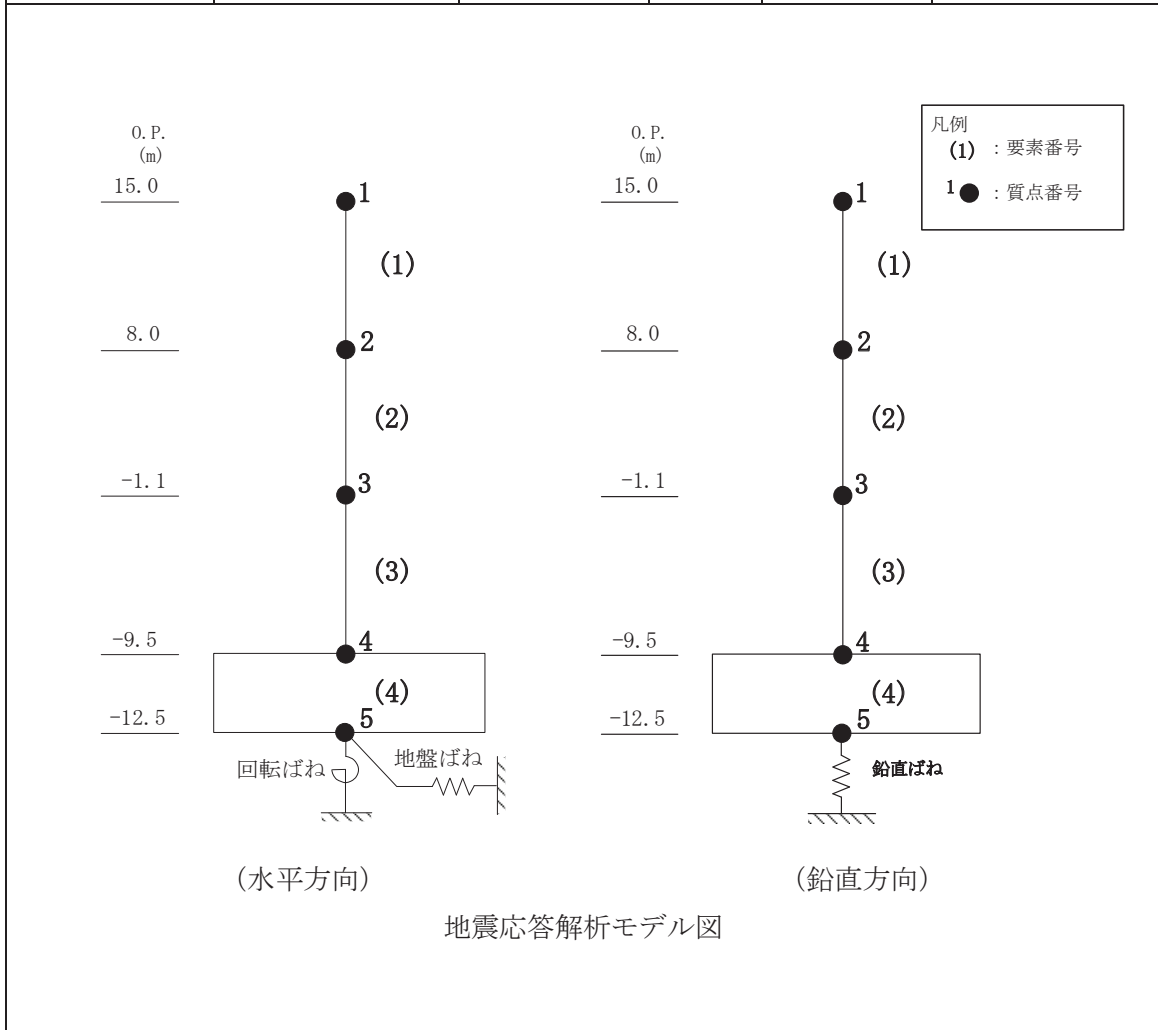 O.P.
(m)
15.0
8.0
-1.1
-9.5
-12.5
1
(1)
2
(2)
3
(3)
4
(4)
5
回転ばね
地盤ばね
(水平方向)
O.P.
(m)
15.0
8.0
-1.1
-9.5
-12.5
1
(1)
2
(2)
3
(3)
4
(4)
5
鉛直ばね
(鉛直方向)
凡例
(1) : 要素番号
1 ● : 質点番号
地震応答解析モデル図